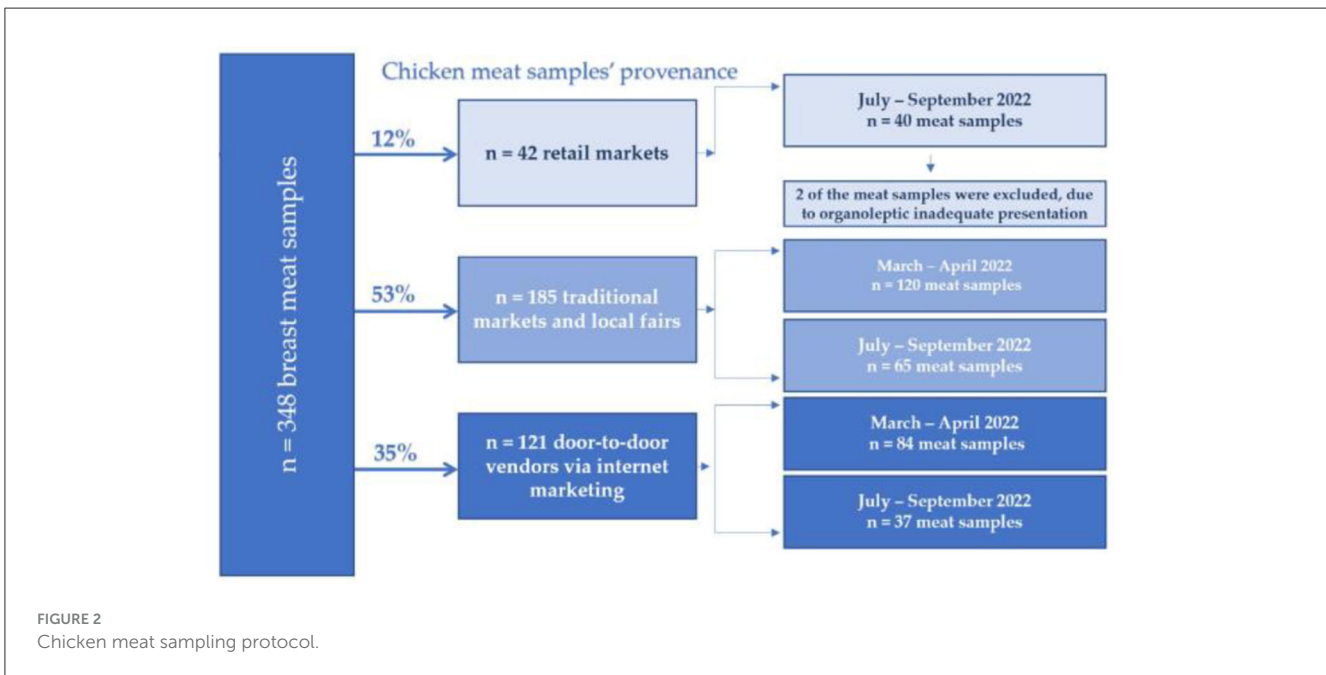 Chicken meat samples' provenance
n = 348 breast meat samples
12%
n = 42 retail markets
July – September 2022
n = 40 meat samples
2 of the meat samples were excluded, due
to organoleptic inadequate presentation
53%
n = 185 traditional
markets and local fairs
March – April 2022
n = 120 meat samples
July – September 2022
n = 65 meat samples
35%
n = 121 door-to-door
vendors via internet
marketing
March – April 2022
n = 84 meat samples
July – September 2022
n = 37 meat samples
FIGURE 2
Chicken meat sampling protocol.